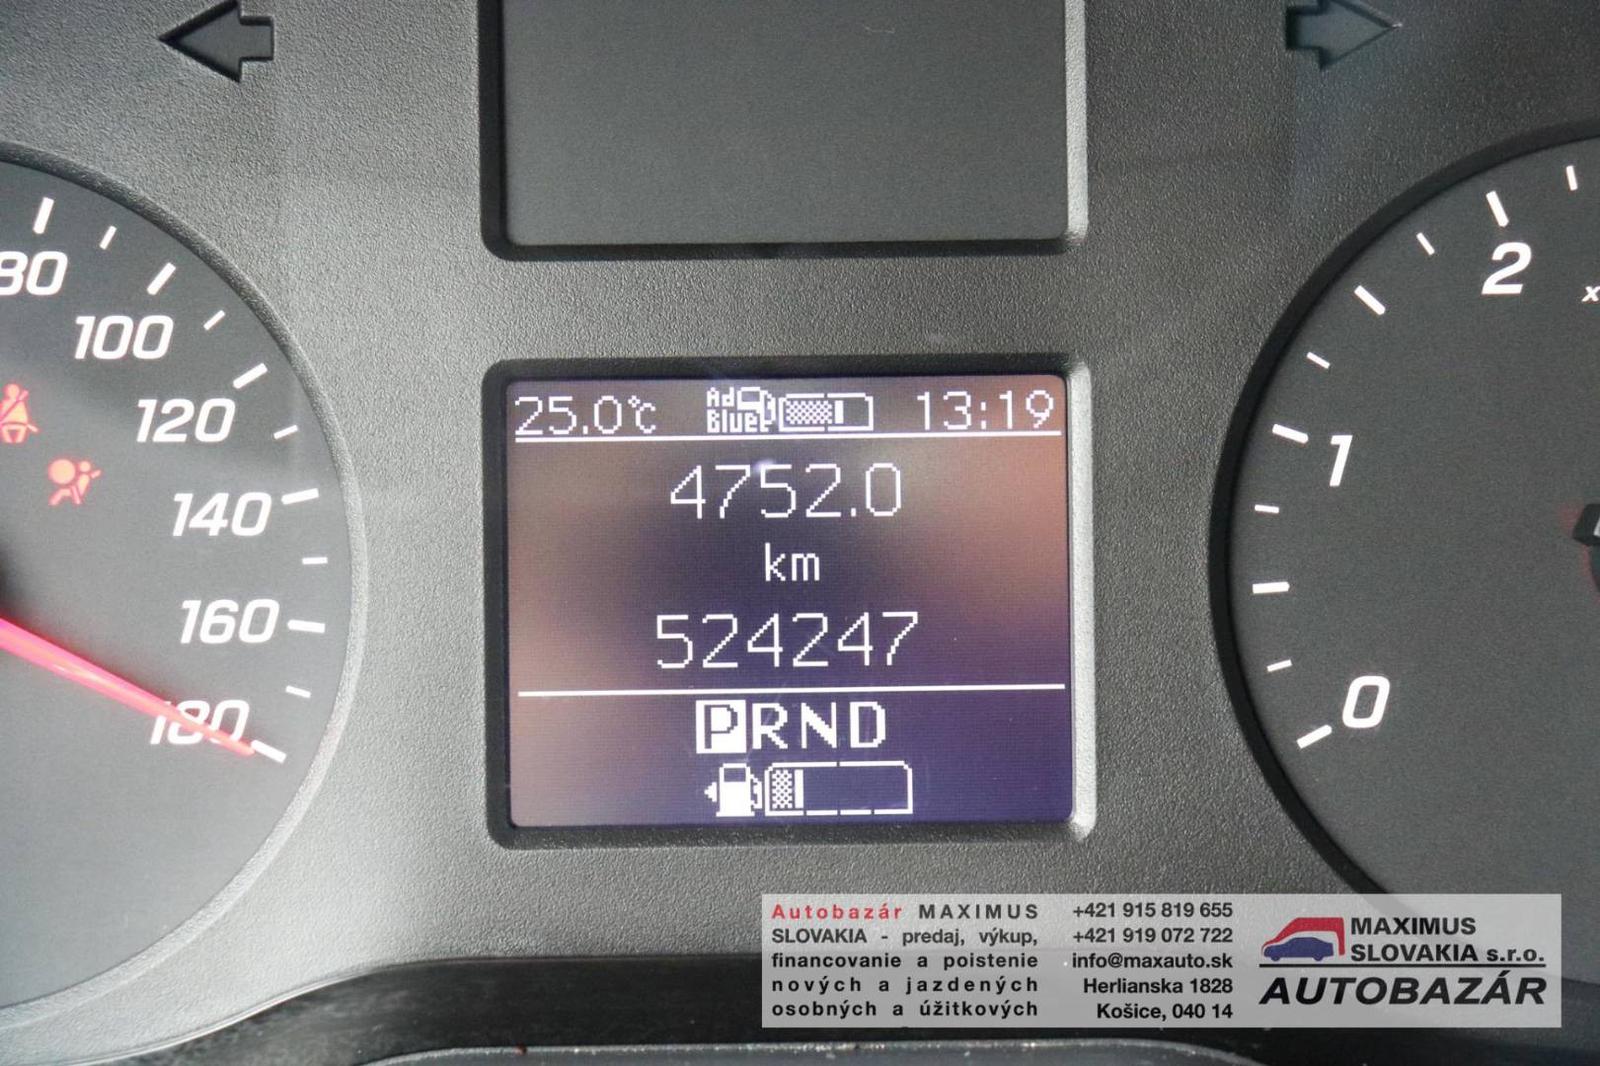 80
100
120
140
160
180
25.0°C
Ad
Blue
13:19
4752.0
km
524247
PRND
2
x
1
0
Autobazár MAXIMUS
SLOVAKIA - predaj, výkup,
financovanie a poistenie
nových a jazdených
osobných a úžitkových
+421 915 819 655
+421 919 072 722
info@maxauto.sk
Herlianska 1828
Košice, 040 14
MAXIMUS
SLOVAKIA s.r.o.
AUTOBAZÁR